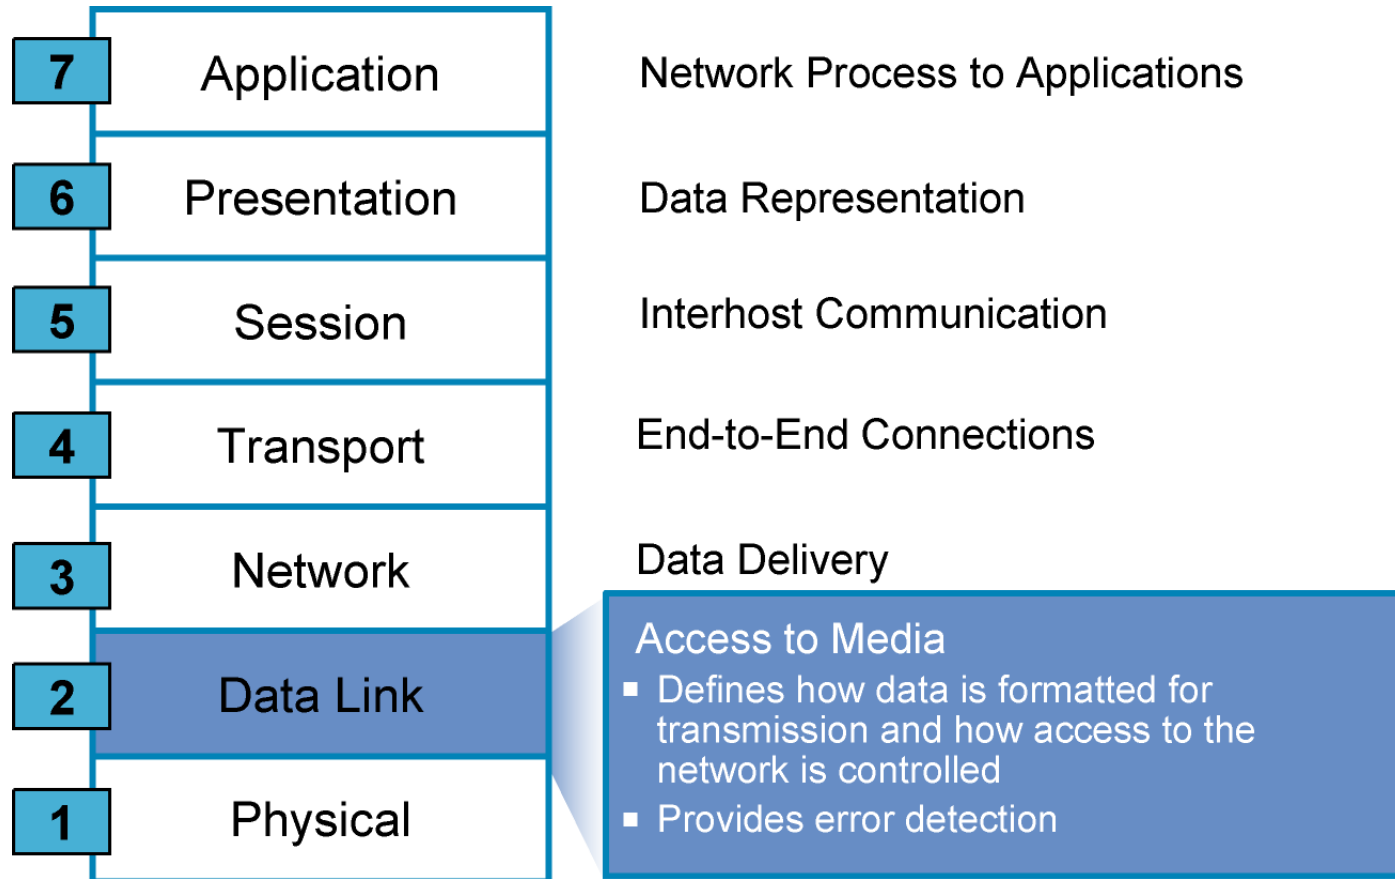 7 Application Network Process to Applications
6 Presentation Data Representation
5 Session Interhost Communication
4 Transport End-to-End Connections
3 Network Data Delivery
2 Data Link
Access to Media
▪ Defines how data is formatted for
transmission and how access to the
network is controlled
▪ Provides error detection
1 Physical